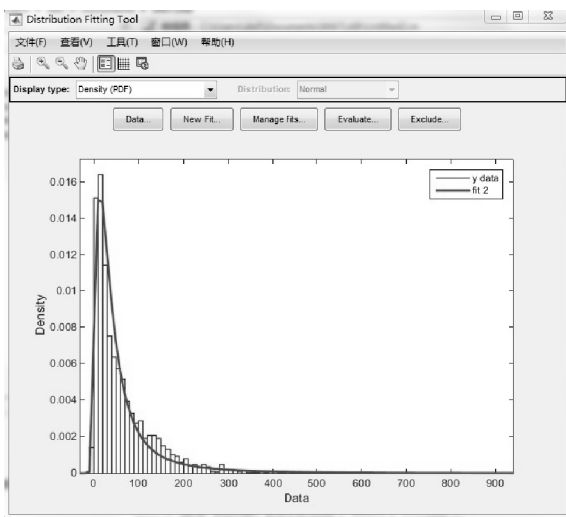 Distribution Fitting Tool
文件(F) 查看(V) 工具(T) 窗口(W) 帮助(H)
Display type: Density (PDF) Distribution: Normal
Data... New Fit... Manage fits... Evaluate... Exclude...
y data
fit 2
0.016
0.014
0.012
0.01
0.008
0.006
0.004
0.002
0
Density
0 100 200 300 400 500 600 700 800 900
Data